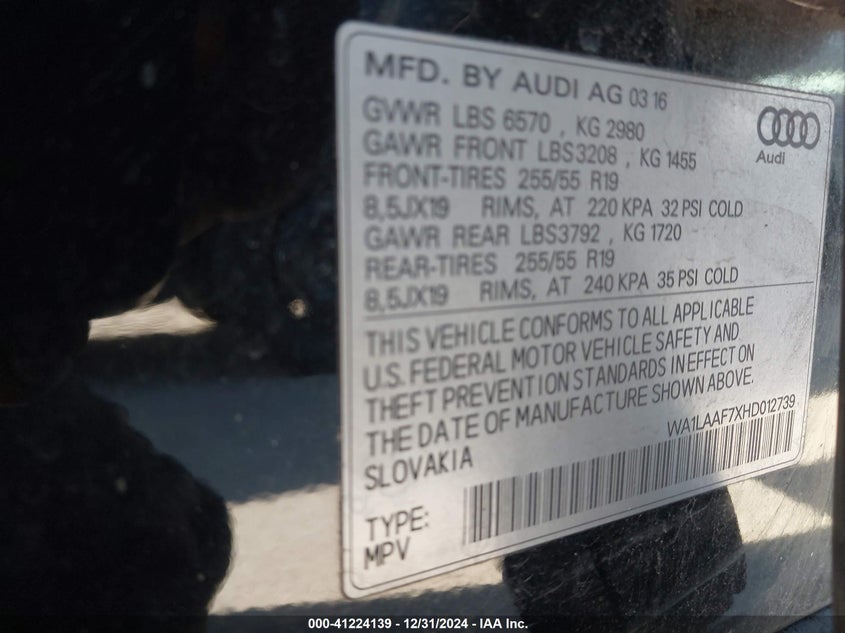 MFD. BY AUDI AG 03 16
GVWR LBS 6570 , KG 2980
GAWR FRONT LBS3208 , KG 1455
FRONT-TIRES 255/55 R19
8,5JX19 RIMS, AT 220 KPA 32 PSI COLD
GAWR REAR LBS3792 , KG 1720
REAR-TIRES 255/55 R19
8,5JX19 RIMS, AT 240 KPA 35 PSI COLD
Audi
THIS VEHICLE CONFORMS TO ALL APPLICABLE
U.S. FEDERAL MOTOR VEHICLE SAFETY AND
THEFT PREVENTION STANDARDS IN EFFECT ON
THE DATE OF MANUFACTURE SHOWN ABOVE.
SLOVAKIA
WA1LAAF7XHD012739
TYPE:
MPV
000-41224139 - 12/31/2024 - IAA Inc.